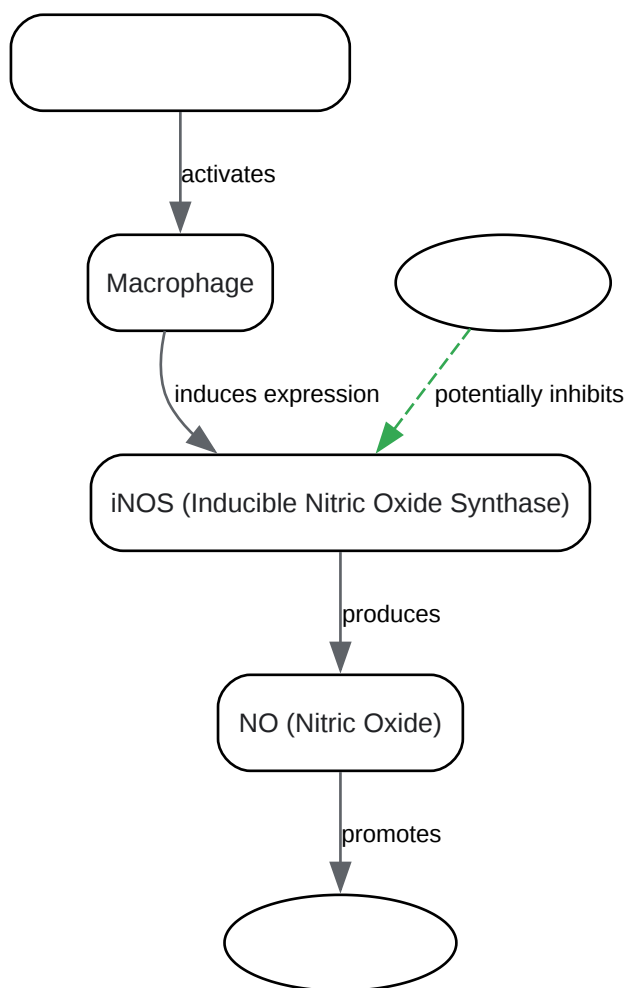 activates
Macrophage
induces expression
potentially inhibits
iNOS (Inducible Nitric Oxide Synthase)
produces
NO (Nitric Oxide)
promotes